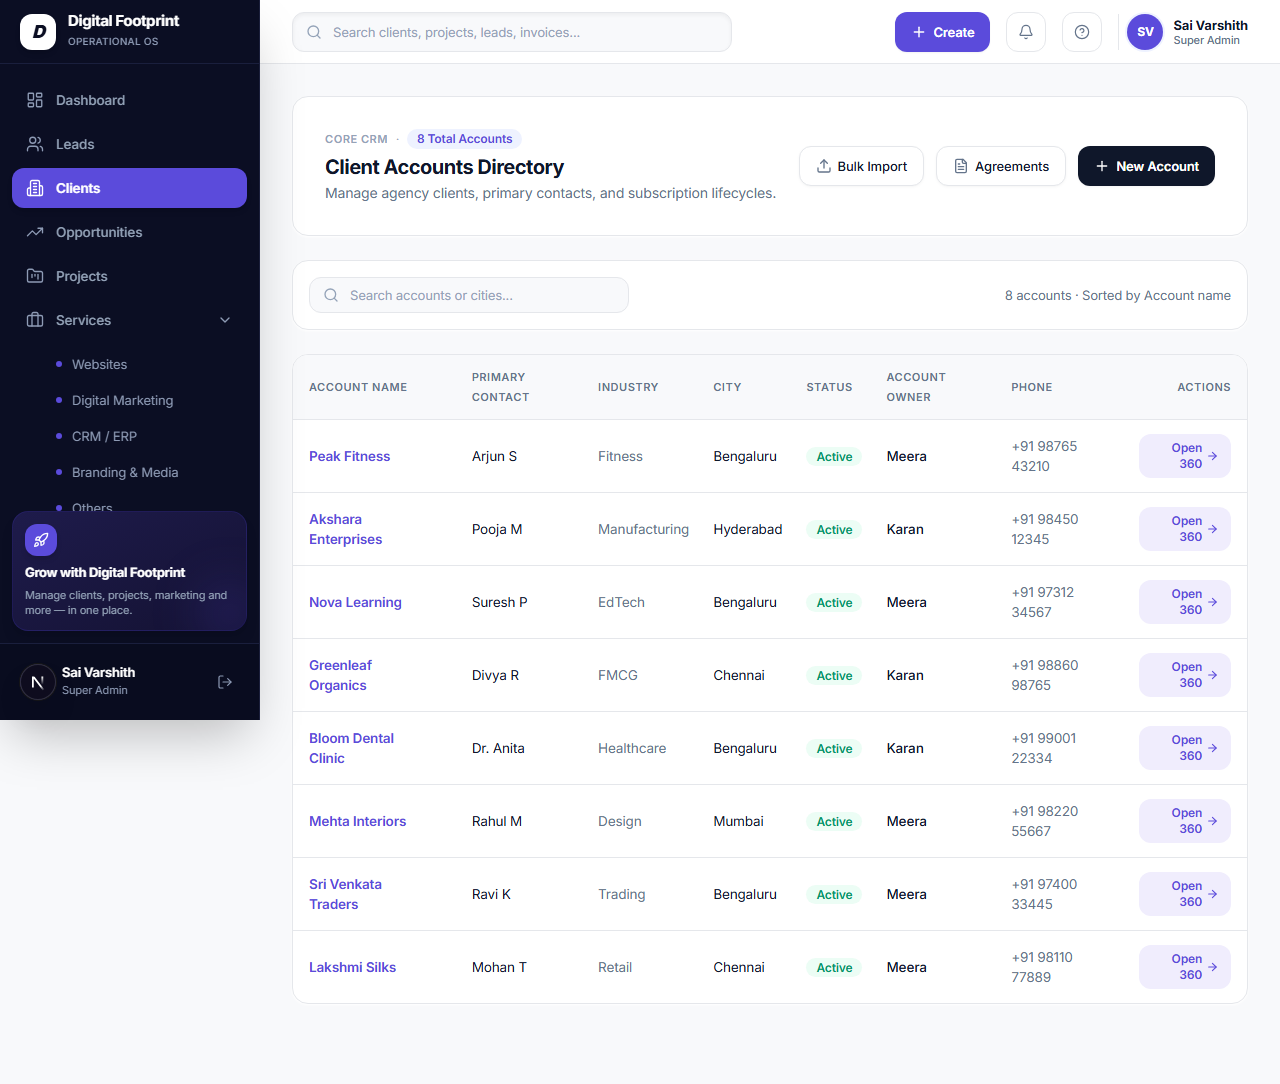 D
Digital Footprint
OPERATIONAL OS
Search clients, projects, leads, invoices...
Create
SV
Sai Varshith
Super Admin
Dashboard
Leads
Clients
Opportunities
Projects
Services
Websites
Digital Marketing
CRM / ERP
Branding & Media
Others
Grow with Digital Footprint
Manage clients, projects, marketing and
more — in one place.
N
Sai Varshith
Super Admin
CORE CRM · 8 Total Accounts
Client Accounts Directory
Manage agency clients, primary contacts, and subscription lifecycles.
Bulk Import
Agreements
New Account
Search accounts or cities...
8 accounts · Sorted by Account name
ACCOUNT NAME
PRIMARY
CONTACT
INDUSTRY
CITY
STATUS
ACCOUNT
OWNER
PHONE
ACTIONS
Peak Fitness
Arjun S
Fitness
Bengaluru
Active
Meera
+91 98765
43210
Open
360
Akshara
Enterprises
Pooja M
Manufacturing
Hyderabad
Active
Karan
+91 98450
12345
Open
360
Nova Learning
Suresh P
EdTech
Bengaluru
Active
Meera
+91 97312
34567
Open
360
Greenleaf
Organics
Divya R
FMCG
Chennai
Active
Karan
+91 98860
98765
Open
360
Bloom Dental
Clinic
Dr. Anita
Healthcare
Bengaluru
Active
Karan
+91 99001
22334
Open
360
Mehta Interiors
Rahul M
Design
Mumbai
Active
Meera
+91 98220
55667
Open
360
Sri Venkata
Traders
Ravi K
Trading
Bengaluru
Active
Meera
+91 97400
33445
Open
360
Lakshmi Silks
Mohan T
Retail
Chennai
Active
Meera
+91 98110
77889
Open
360